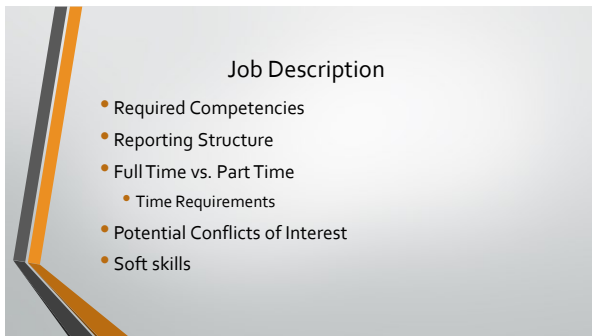 Job Description
• Required Competencies
• Reporting Structure
• Full Time vs. Part Time
• Time Requirements
• Potential Conflicts of Interest
• Soft skills